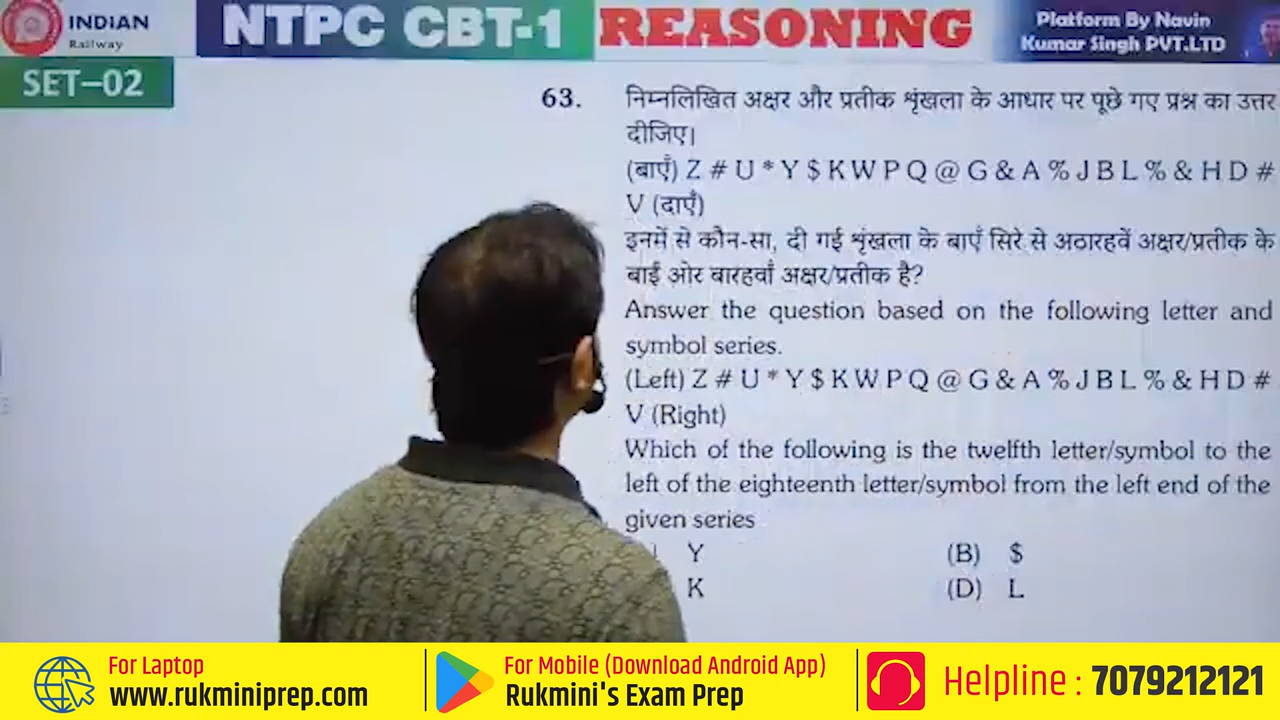 INDIAN
Railway
NTPC CBT-1
REASONING
Platform By Navin
Kumar Singh PVT.LTD
SET–02
63. निम्नलिखित अक्षर और प्रतीक श्रृंखला के आधार पर पूछे गए प्रश्न का उत्तर
दीजिए।
(बाएँ) Z # U * Y $ K W P Q @ G & A % J B L % & H D #
V (दाएँ)
इनमें से कौन-सा, दी गई श्रृंखला के बाएँ सिरे से अठारहवें अक्षर/प्रतीक के
बाईं ओर बारहवाँ अक्षर/प्रतीक है?
Answer the question based on the following letter and
symbol series.
(Left) Z # U * Y $ K W P Q @ G & A % J B L % & H D #
V (Right)
Which of the following is the twelfth letter/symbol to the
left of the eighteenth letter/symbol from the left end of the
given series
Y (B) $
K (D) L
For Laptop
www.rukminiprep.com
For Mobile (Download Android App)
Rukmini's Exam Prep
Helpline : 7079212121